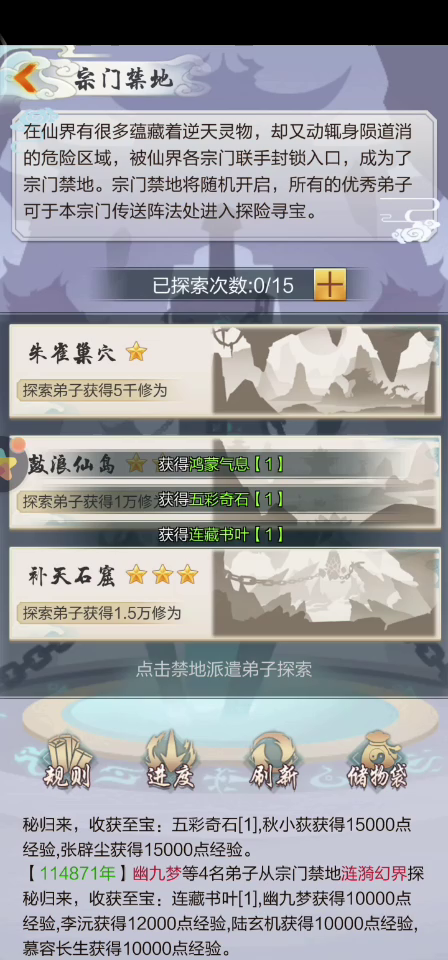 宗门禁地
在仙界有很多蕴藏着逆天灵物，却又动辄身陨道消
的危险区域，被仙界各宗门联手封锁入口，成为了
宗门禁地。宗门禁地将随机开启，所有的优秀弟子
可于本宗门传送阵法处进入探险寻宝。
已探索次数:0/15
朱雀巢穴
探索弟子获得5千修为
鼓浪仙岛
获得鸿蒙气息【1】
探索弟子获得1万修
获得五彩奇石【1】
获得连藏书叶【1】
补天石窟
探索弟子获得1.5万修为
点击禁地派遣弟子探索
规则 进度 刷新 储物袋
秘归来，收获至宝：五彩奇石[1],秋小荻获得15000点
经验,张辟尘获得15000点经验。
【114871年】幽九梦等4名弟子从宗门禁地涟漪幻界探
秘归来，收获至宝：连藏书叶[1],幽九梦获得10000点
经验,李沅获得12000点经验,陆玄机获得10000点经验,
慕容长生获得10000点经验。